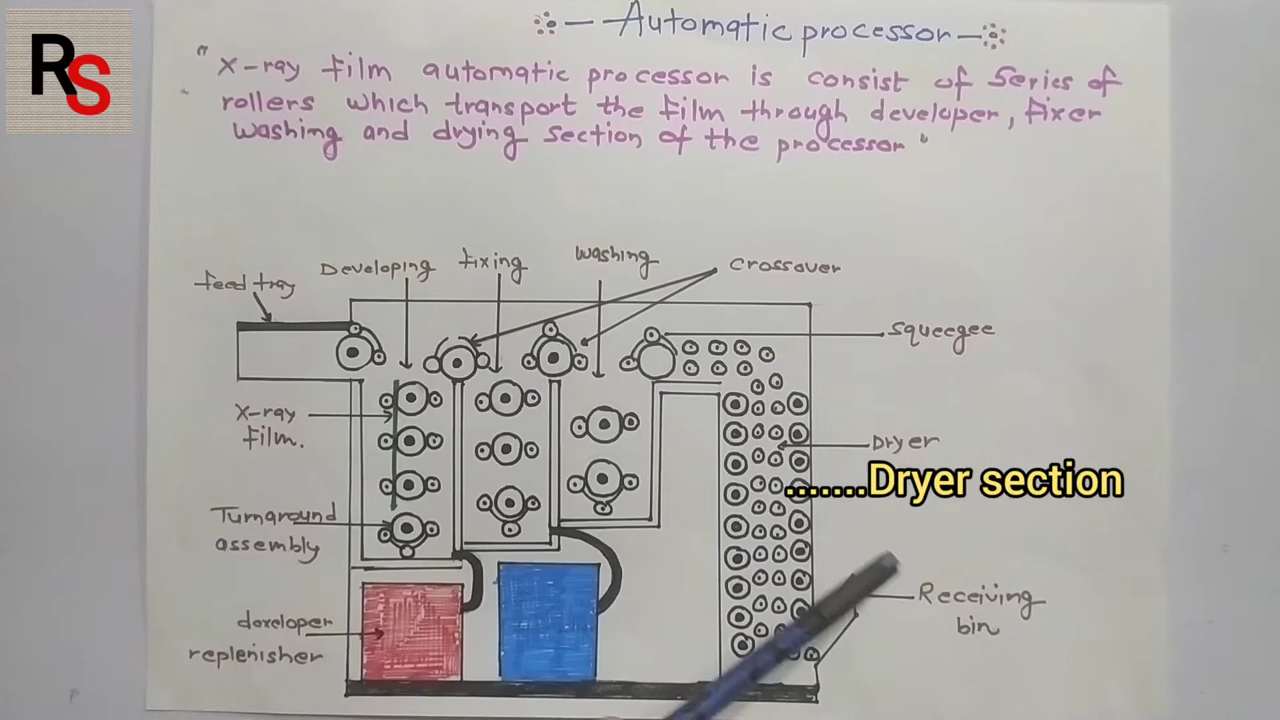 RS
Automatic processor
"X-ray film automatic processor is consist of Series of
rollers which transport the film through developer, fixer
washing and drying section of the processor"
feed tray
Developing
fixing
washing
crossover
squeegee
X-ray
film.
Dryer
.......Dryer section
Turnaround
assembly
developer
replenisher
Receiving
bin